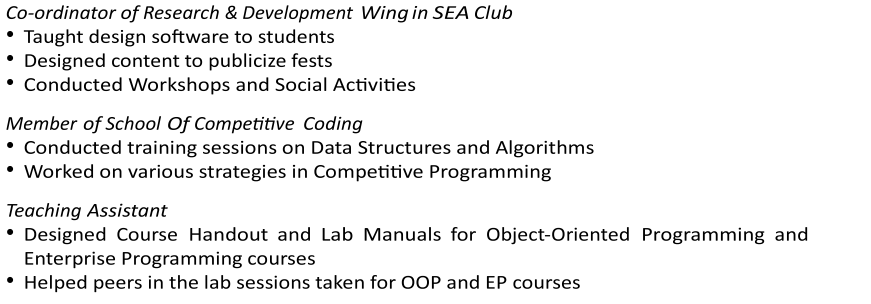 Co-ordinator of Research & Development Wing in SEA Club
• Taught design software to students
• Designed content to publicize fests
• Conducted Workshops and Social Activities
Member of School Of Competitive Coding
• Conducted training sessions on Data Structures and Algorithms
• Worked on various strategies in Competitive Programming
Teaching Assistant
• Designed Course Handout and Lab Manuals for Object-Oriented Programming and
Enterprise Programming courses
• Helped peers in the lab sessions taken for OOP and EP courses